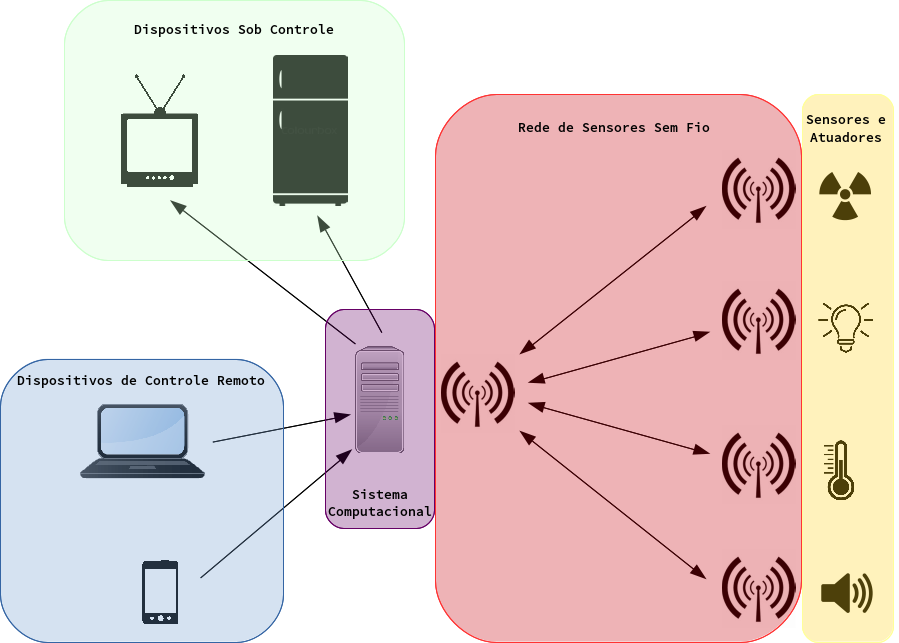 Dispositivos Sob Controle
Rede de Sensores Sem Fio
Sensores e
Atuadores
Dispositivos de Controle Remoto
Sistema
Computacional